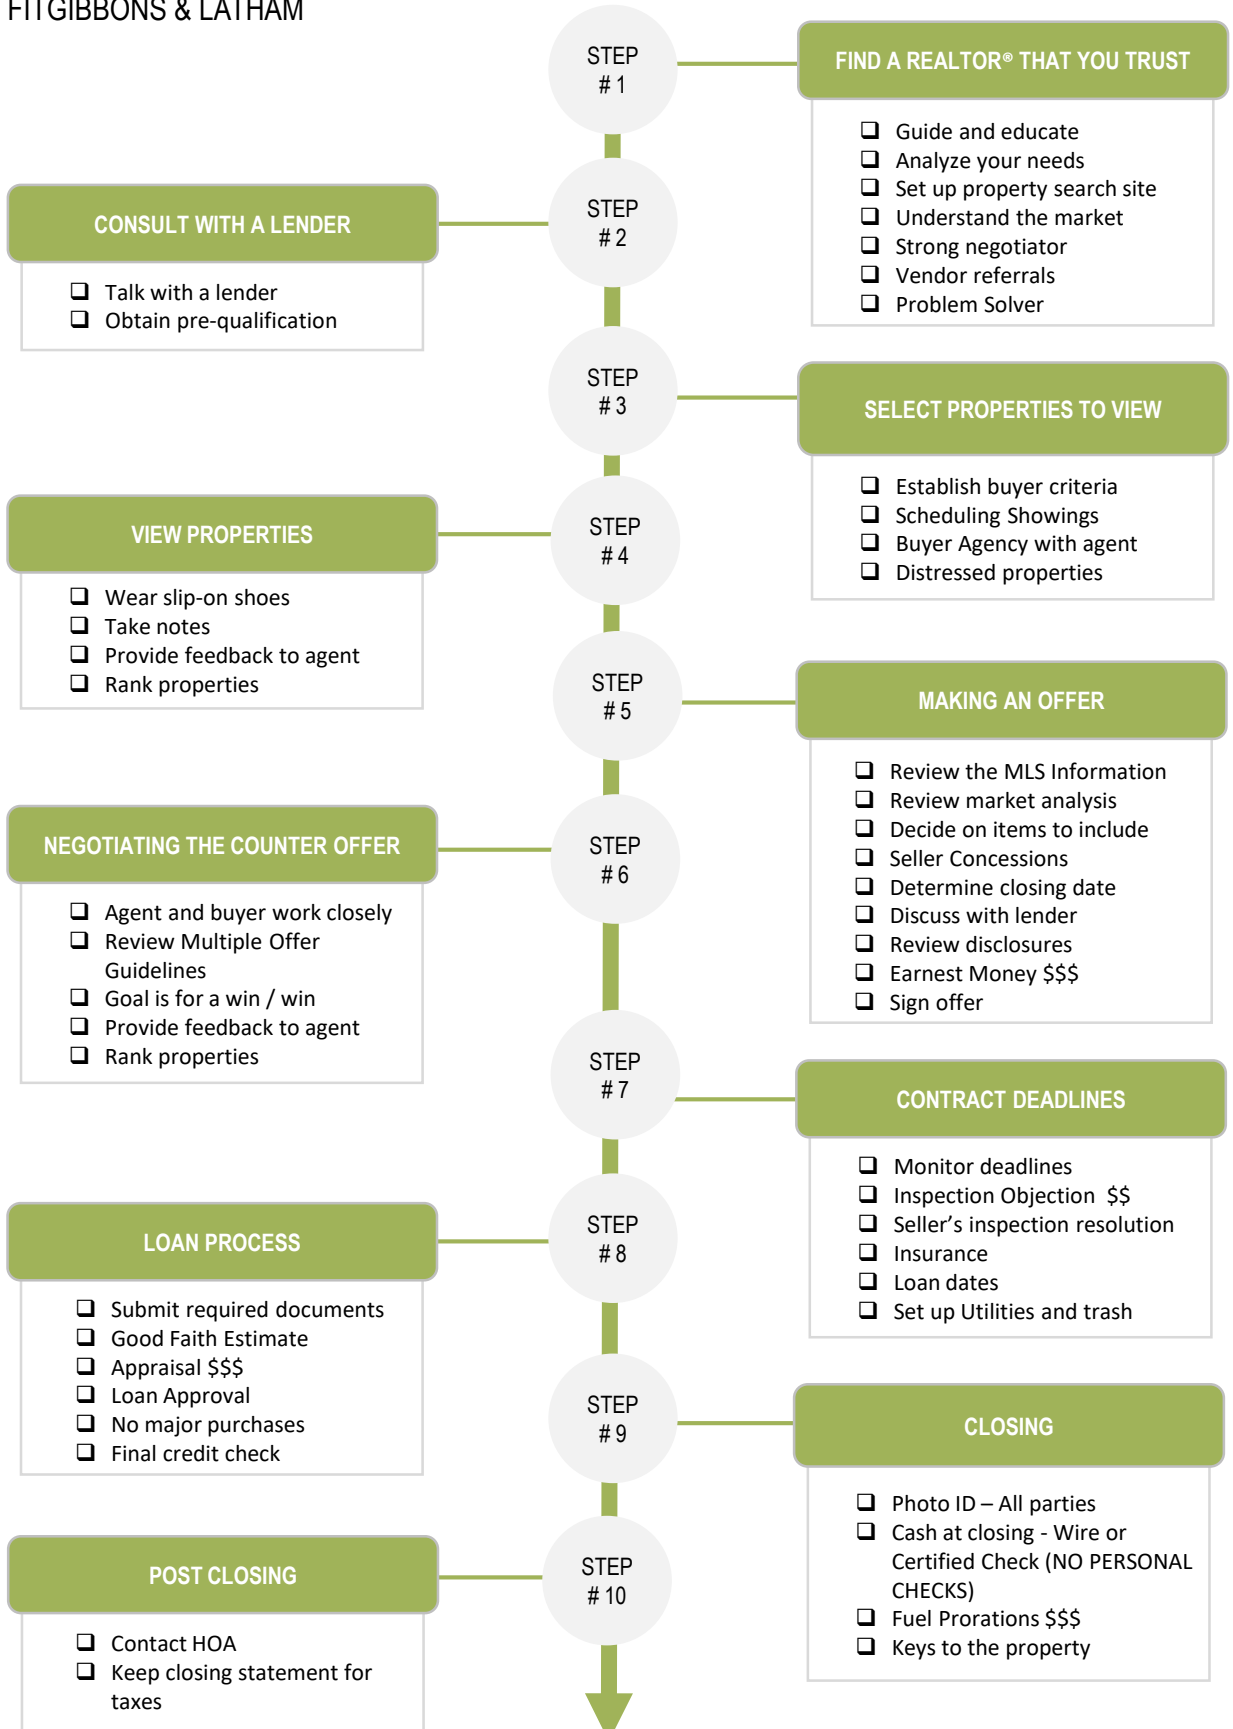 FITGIBBONS & LATHAM
STEP
# 1
FIND A REALTOR® THAT YOU TRUST
❑ Guide and educate
❑ Analyze your needs
❑ Set up property search site
❑ Understand the market
❑ Strong negotiator
❑ Vendor referrals
❑ Problem Solver
STEP
# 2
CONSULT WITH A LENDER
❑ Talk with a lender
❑ Obtain pre-qualification
STEP
# 3
SELECT PROPERTIES TO VIEW
❑ Establish buyer criteria
❑ Scheduling Showings
❑ Buyer Agency with agent
❑ Distressed properties
STEP
# 4
VIEW PROPERTIES
❑ Wear slip-on shoes
❑ Take notes
❑ Provide feedback to agent
❑ Rank properties
STEP
# 5
MAKING AN OFFER
❑ Review the MLS Information
❑ Review market analysis
❑ Decide on items to include
❑ Seller Concessions
❑ Determine closing date
❑ Discuss with lender
❑ Review disclosures
❑ Earnest Money $$$
❑ Sign offer
STEP
# 6
NEGOTIATING THE COUNTER OFFER
❑ Agent and buyer work closely
❑ Review Multiple Offer
Guidelines
❑ Goal is for a win / win
❑ Provide feedback to agent
❑ Rank properties
STEP
# 7
CONTRACT DEADLINES
❑ Monitor deadlines
❑ Inspection Objection $$
❑ Seller’s inspection resolution
❑ Insurance
❑ Loan dates
❑ Set up Utilities and trash
STEP
# 8
LOAN PROCESS
❑ Submit required documents
❑ Good Faith Estimate
❑ Appraisal $$$
❑ Loan Approval
❑ No major purchases
❑ Final credit check
STEP
# 9
CLOSING
❑ Photo ID – All parties
❑ Cash at closing - Wire or
Certified Check (NO PERSONAL
CHECKS)
❑ Fuel Prorations $$$
❑ Keys to the property
STEP
# 10
POST CLOSING
❑ Contact HOA
❑ Keep closing statement for
taxes